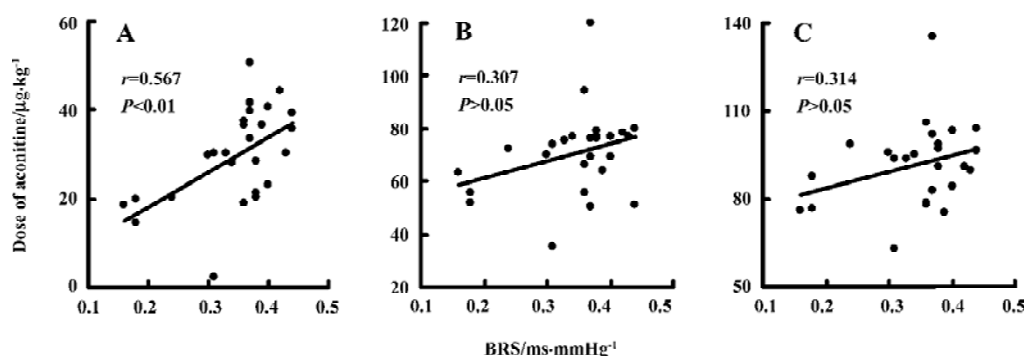 A
r=0.567
P<0.01
60
40
20
0
0.1 0.2 0.3 0.4 0.5
Dose of aconitine/μg·kg-1
B
r=0.307
P>0.05
120
100
80
60
40
20
0.1 0.2 0.3 0.4 0.5
C
r=0.314
P>0.05
140
110
80
50
0.1 0.2 0.3 0.4 0.5
BRS/ms·mmHg-1